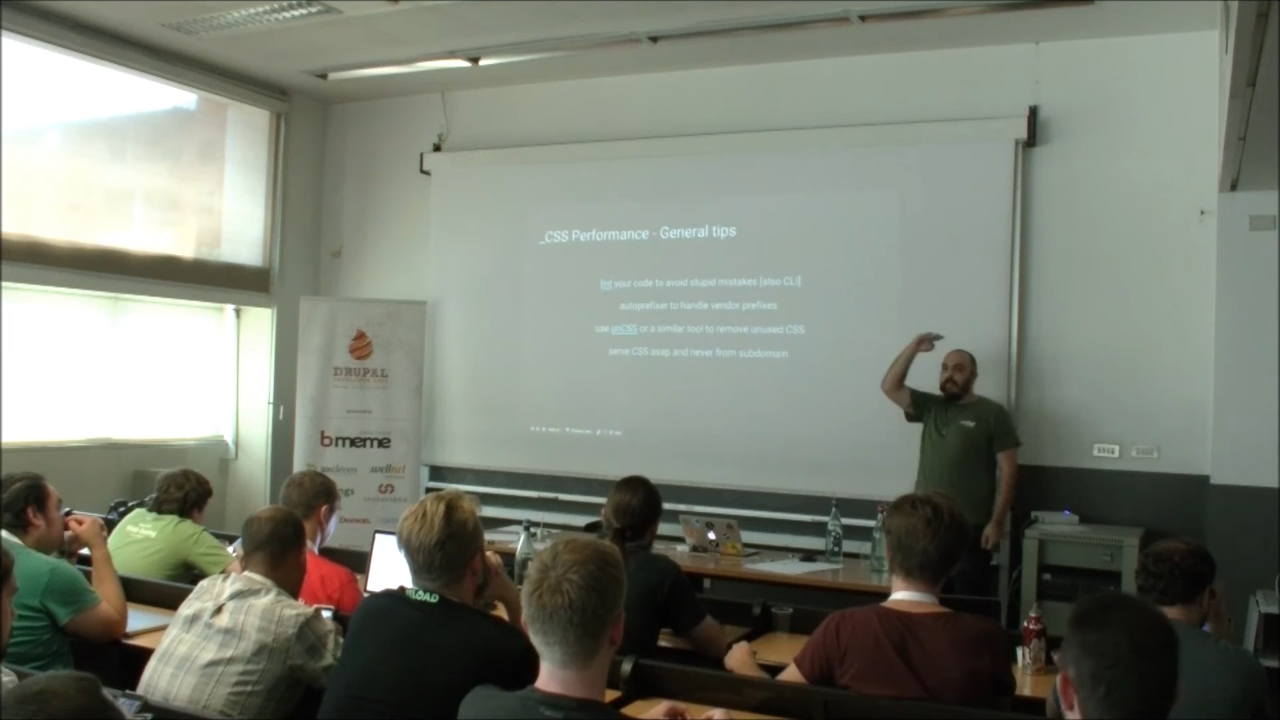 _CSS Performance - General tips
lint your code to avoid stupid mistakes [also CLI]
autoprefixer to handle vendor prefixes
use unCSS or a similar tool to remove unused CSS
serve CSS asap and never from subdomain
DRUPAL
bmeme
wellnet